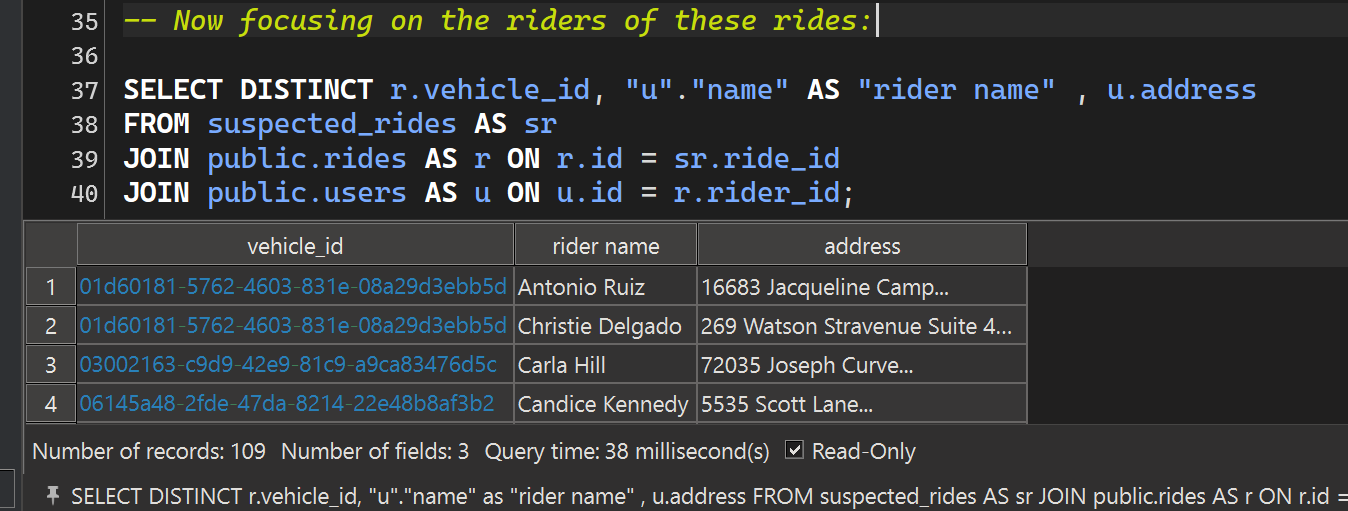 35 -- Now focusing on the riders of these rides:
36
37 SELECT DISTINCT r.vehicle_id, "u"."name" AS "rider name" , u.address
38 FROM suspected_rides AS sr
39 JOIN public.rides AS r ON r.id = sr.ride_id
40 JOIN public.users AS u ON u.id = r.rider_id;
vehicle_id rider name address
1 01d60181-5762-4603-831e-08a29d3ebb5d Antonio Ruiz 16683 Jacqueline Camp...
2 01d60181-5762-4603-831e-08a29d3ebb5d Christie Delgado 269 Watson Stravenue Suite 4...
3 03002163-c9d9-42e9-81c9-a9ca83476d5c Carla Hill 72035 Joseph Curve...
4 06145a48-2fde-47da-8214-22e48b8af3b2 Candice Kennedy 5535 Scott Lane...
Number of records: 109 Number of fields: 3 Query time: 38 millisecond(s) Read-Only
SELECT DISTINCT r.vehicle_id, "u"."name" as "rider name" , u.address FROM suspected_rides AS sr JOIN public.rides AS r ON r.id =